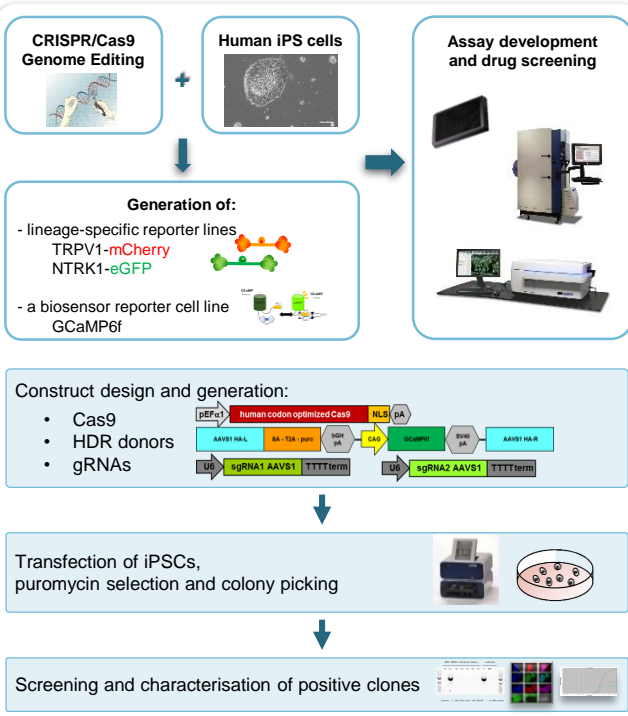 CRISPR/Cas9
Genome Editing
+
Human iPS cells
Assay development
and drug screening
Generation of:
- lineage-specific reporter lines
TRPV1-mCherry
NTRK1-eGFP
- a biosensor reporter cell line
GCaMP6f
GCaMP
GCaMP
Construct design and generation:
• Cas9
• HDR donors
• gRNAs
pEFα1
human codon optimized Cas9
NLS
pA
AAVS1 HA-L
SA - T2A - puro
bGH
pA
CAG
GCaMP6f
SV40
pA
AAVS1 HA-R
U6
sgRNA1 AAVS1
TTTTterm
U6
sgRNA2 AAVS1
TTTTterm
Transfection of iPSCs,
puromycin selection and colony picking
Screening and characterisation of positive clones